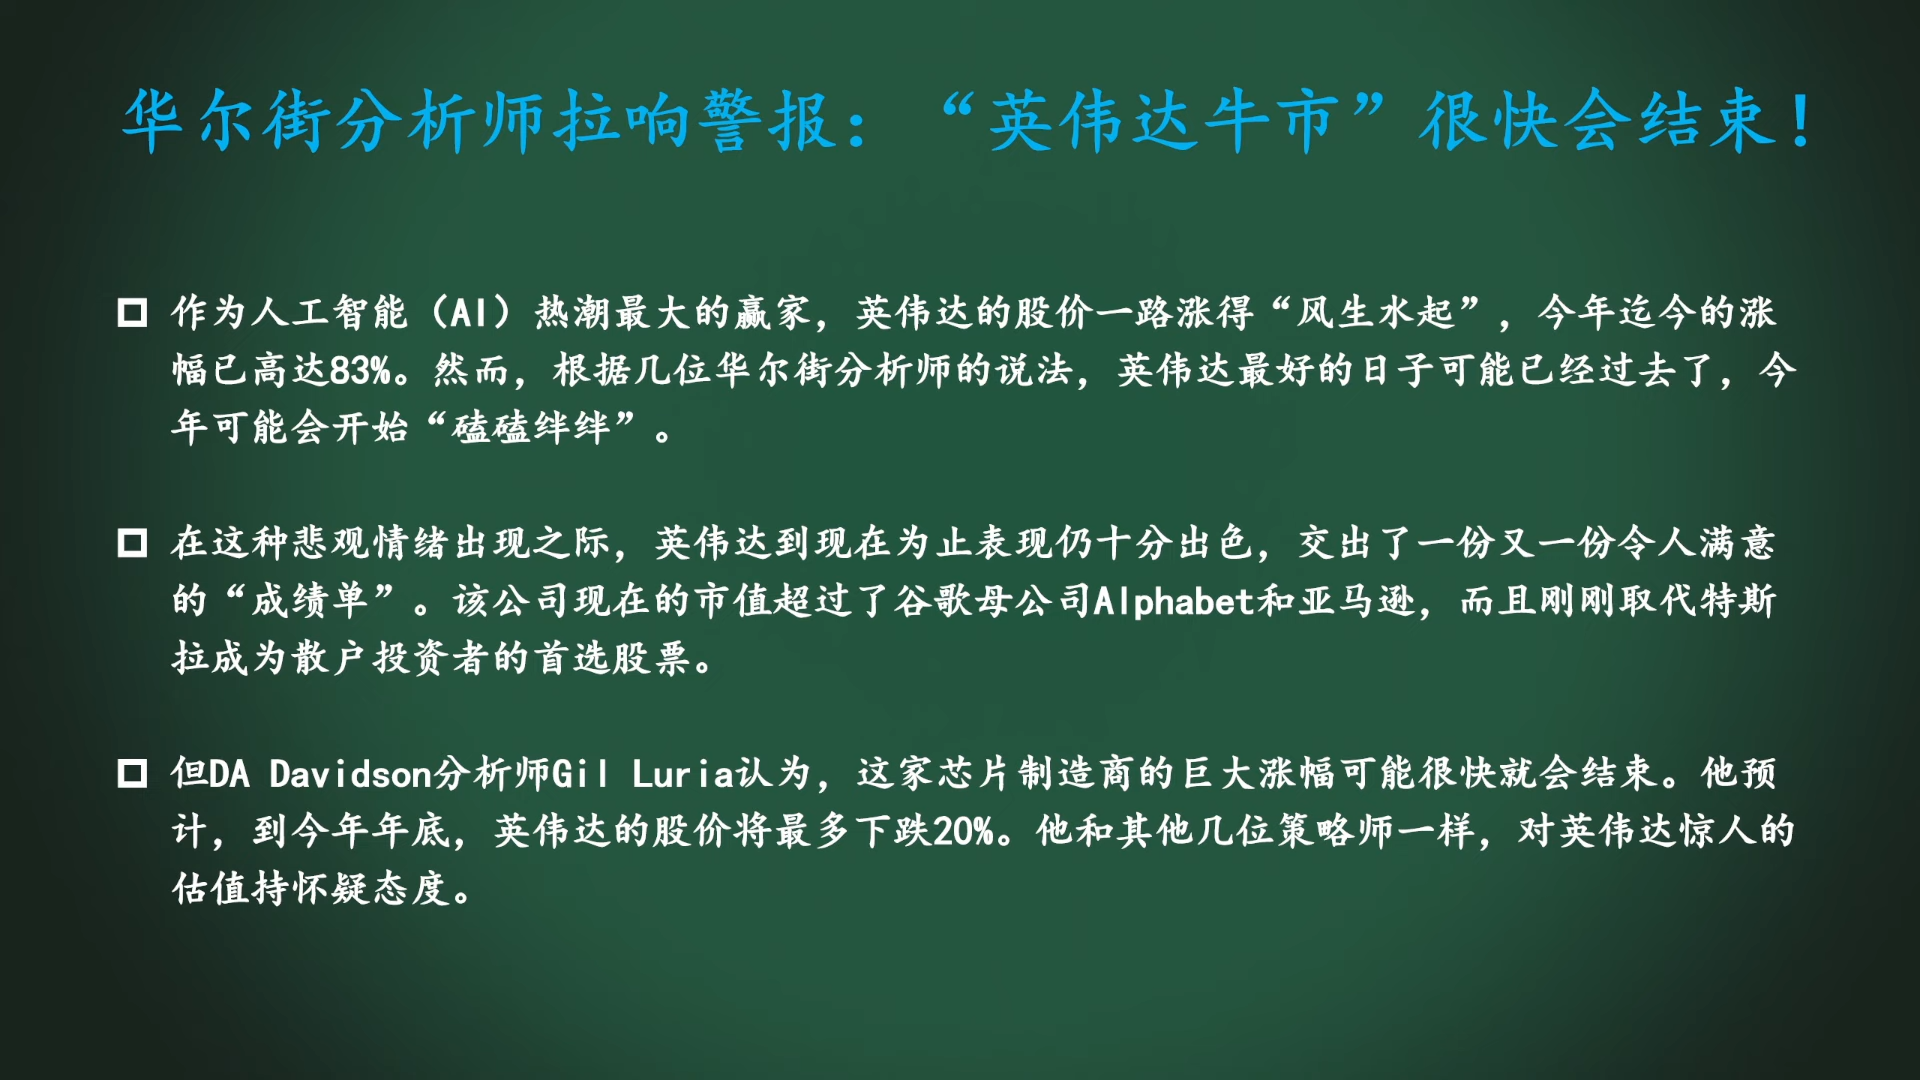 华尔街分析师拉响警报：“英伟达牛市”很快会结束！
作为人工智能（AI）热潮最大的赢家，英伟达的股价一路涨得“风生水起”，今年迄今的涨
幅已高达83%。然而，根据几位华尔街分析师的说法，英伟达最好的日子可能已经过去了，今
年可能会开始“磕磕绊绊”。
在这种悲观情绪出现之际，英伟达到现在为止表现仍十分出色，交出了一份又一份令人满意
的“成绩单”。该公司现在的市值超过了谷歌母公司Alphabet和亚马逊，而且刚刚取代特斯
拉成为散户投资者的首选股票。
但DA Davidson分析师Gil Luria认为，这家芯片制造商的巨大涨幅可能很快就会结束。他预
计，到今年年底，英伟达的股价将最多下跌20%。他和其他几位策略师一样，对英伟达惊人的
估值持怀疑态度。